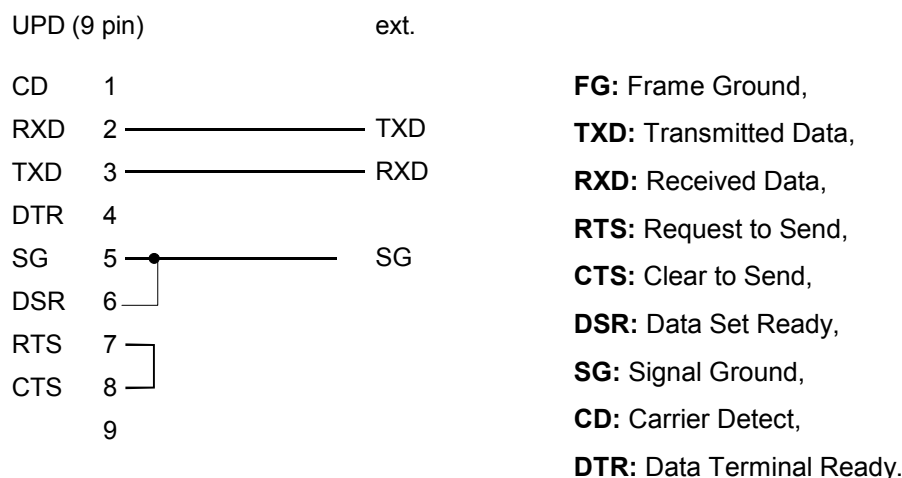 UPD (9 pin) ext.
CD 1
RXD 2 TXD
TXD 3 RXD
DTR 4
SG 5 SG
DSR 6
RTS 7
CTS 8
9
FG: Frame Ground,
TXD: Transmitted Data,
RXD: Received Data,
RTS: Request to Send,
CTS: Clear to Send,
DSR: Data Set Ready,
SG: Signal Ground,
CD: Carrier Detect,
DTR: Data Terminal Ready.